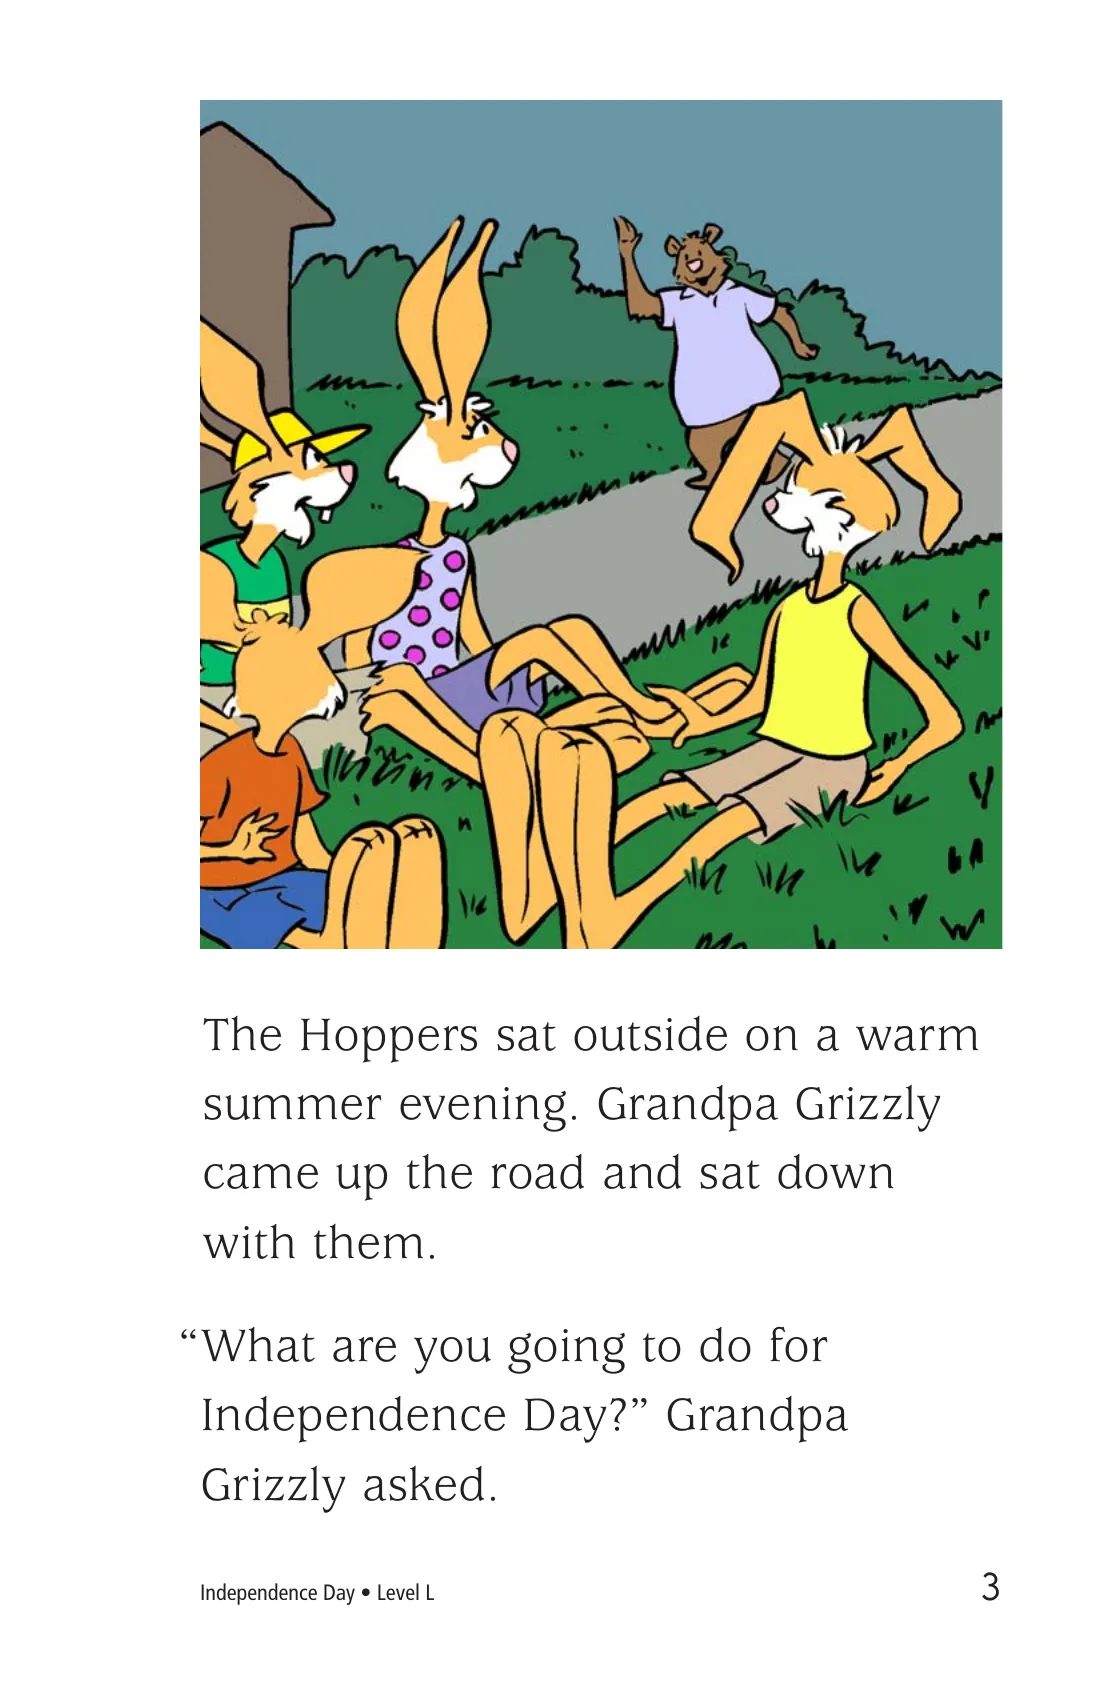 The Hoppers sat outside on a warm
summer evening. Grandpa Grizzly
came up the road and sat down
with them.
“What are you going to do for
Independence Day?” Grandpa
Grizzly asked.
Independence Day • Level L
3